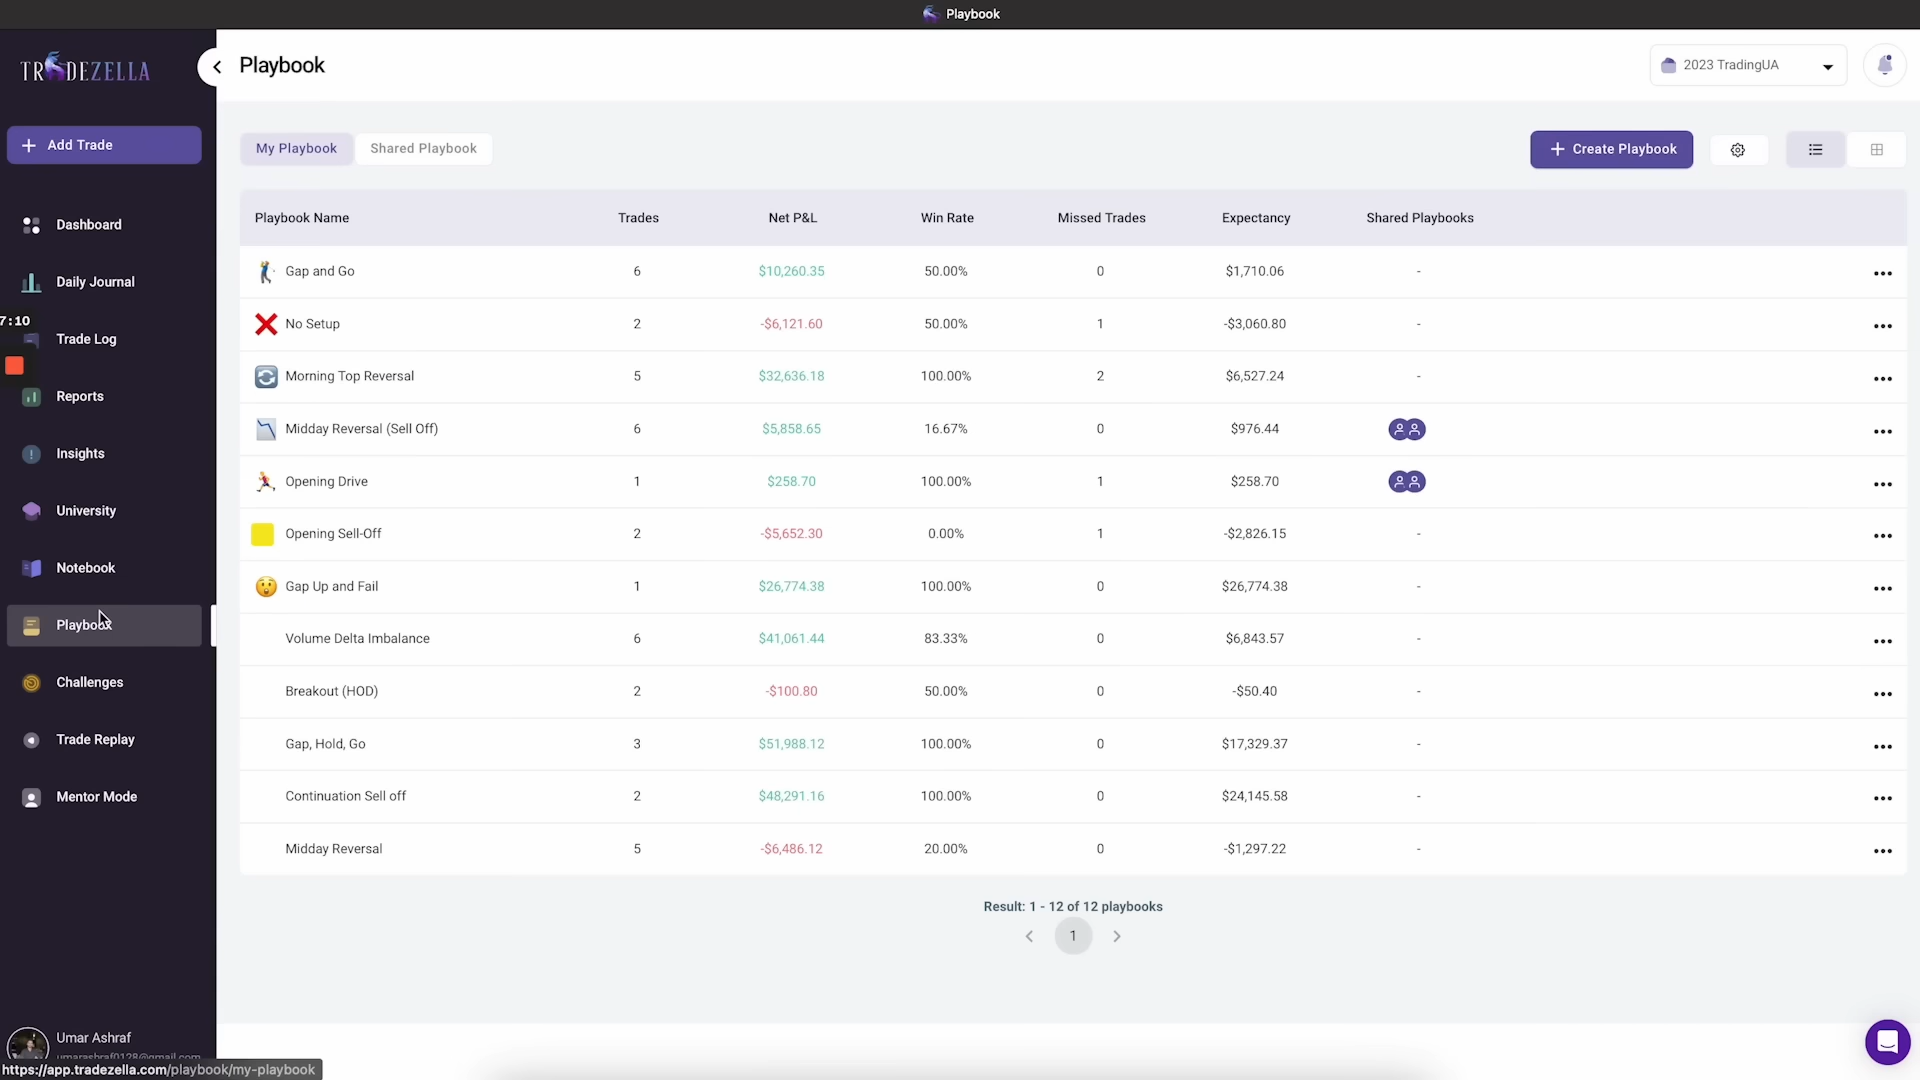 Playbook
TRADEZELLA
Playbook
2023 TradingUA
Add Trade
My Playbook
Shared Playbook
Create Playbook
Dashboard
Daily Journal
7:10
Trade Log
Reports
Insights
University
Notebook
Playbook
Challenges
Trade Replay
Mentor Mode
Playbook Name Trades Net P&L Win Rate Missed Trades Expectancy Shared Playbooks
Gap and Go 6 $10,260.35 50.00% 0 $1,710.06 -
No Setup 2 -$6,121.60 50.00% 1 -$3,060.80 -
Morning Top Reversal 5 $32,636.18 100.00% 2 $6,527.24 -
Midday Reversal (Sell Off) 6 $5,858.65 16.67% 0 $976.44
Opening Drive 1 $258.70 100.00% 1 $258.70
Opening Sell-Off 2 -$5,652.30 0.00% 1 -$2,826.15 -
Gap Up and Fail 1 $26,774.38 100.00% 0 $26,774.38 -
Volume Delta Imbalance 6 $41,061.44 83.33% 0 $6,843.57 -
Breakout (HOD) 2 -$100.80 50.00% 0 -$50.40 -
Gap, Hold, Go 3 $51,988.12 100.00% 0 $17,329.37 -
Continuation Sell off 2 $48,291.16 100.00% 0 $24,145.58 -
Midday Reversal 5 -$6,486.12 20.00% 0 -$1,297.22 -
Result: 1 - 12 of 12 playbooks
1
Umar Ashraf
umarashraf0128@gmail.com
https://app.tradezella.com/playbook/my-playbook